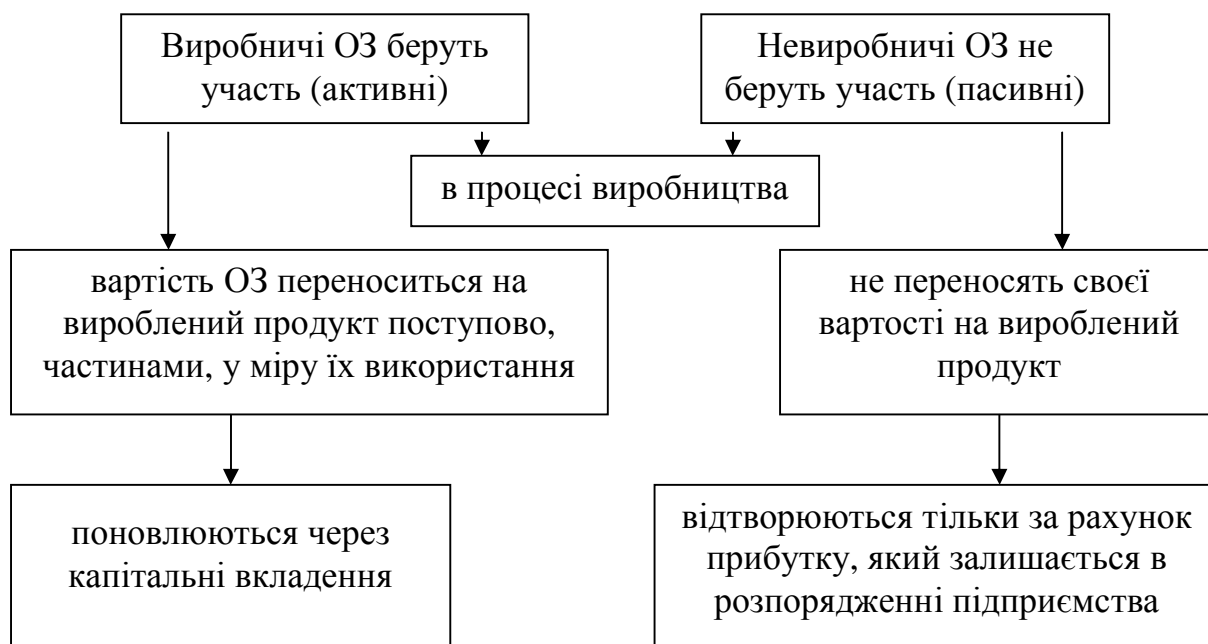 Виробничі ОЗ беруть
участь (активні)
Невиробничі ОЗ не
беруть участь (пасивні)
в процесі виробництва
вартість ОЗ переноситься на
вироблений продукт поступово,
частинами, у міру їх використання
не переносять своєї
вартості на вироблений
продукт
поновлюються через
капітальні вкладення
відтворюються тільки за рахунок
прибутку, який залишається в
розпорядженні підприємства